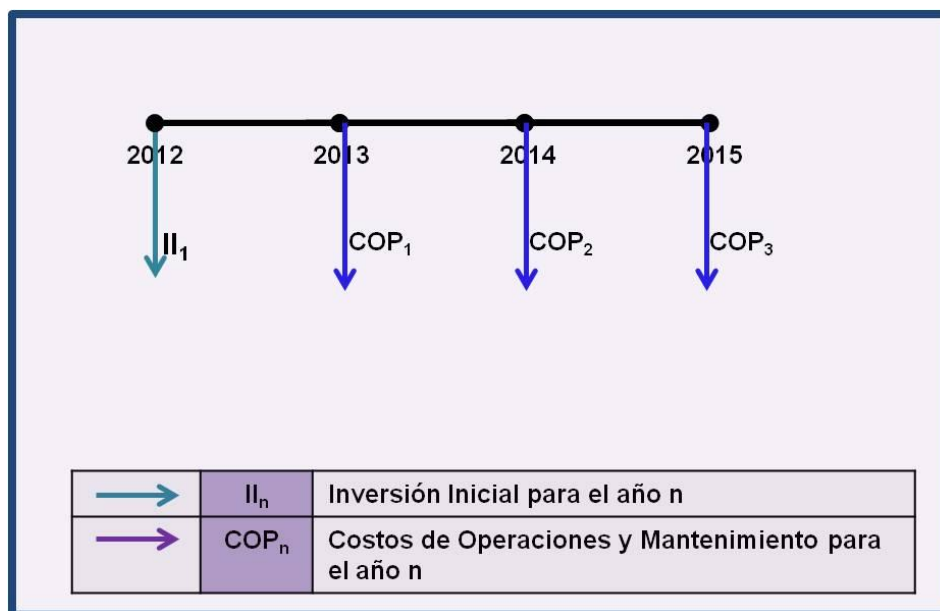 2012 2013 2014 2015
II₁ COP₁ COP₂ COP₃
IIₙ Inversión Inicial para el año n
COPₙ Costos de Operaciones y Mantenimiento para
el año n